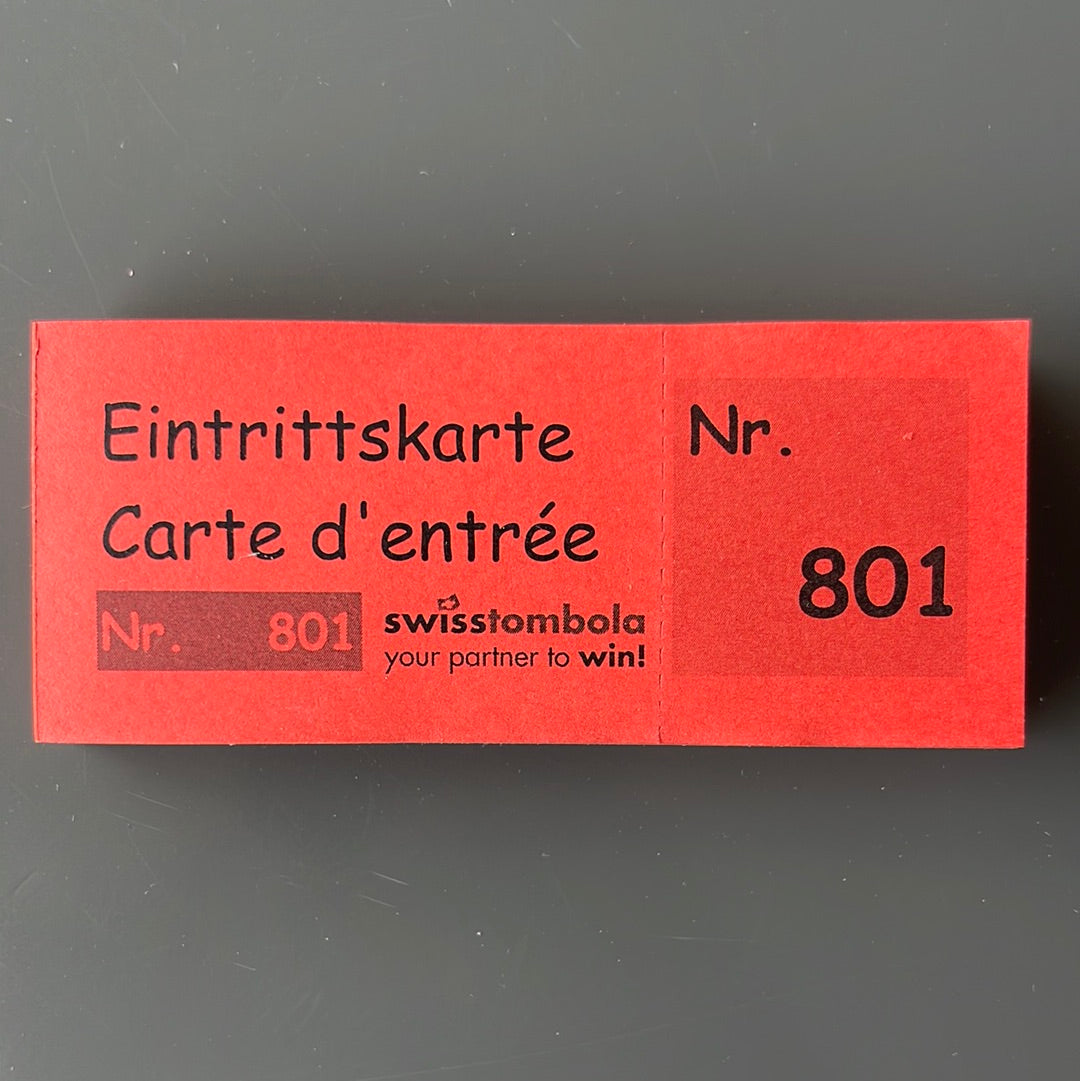 Eintrittskarte
Carte d'entrée
Nr. 801
swisstombola
your partner to win!
Nr.
801